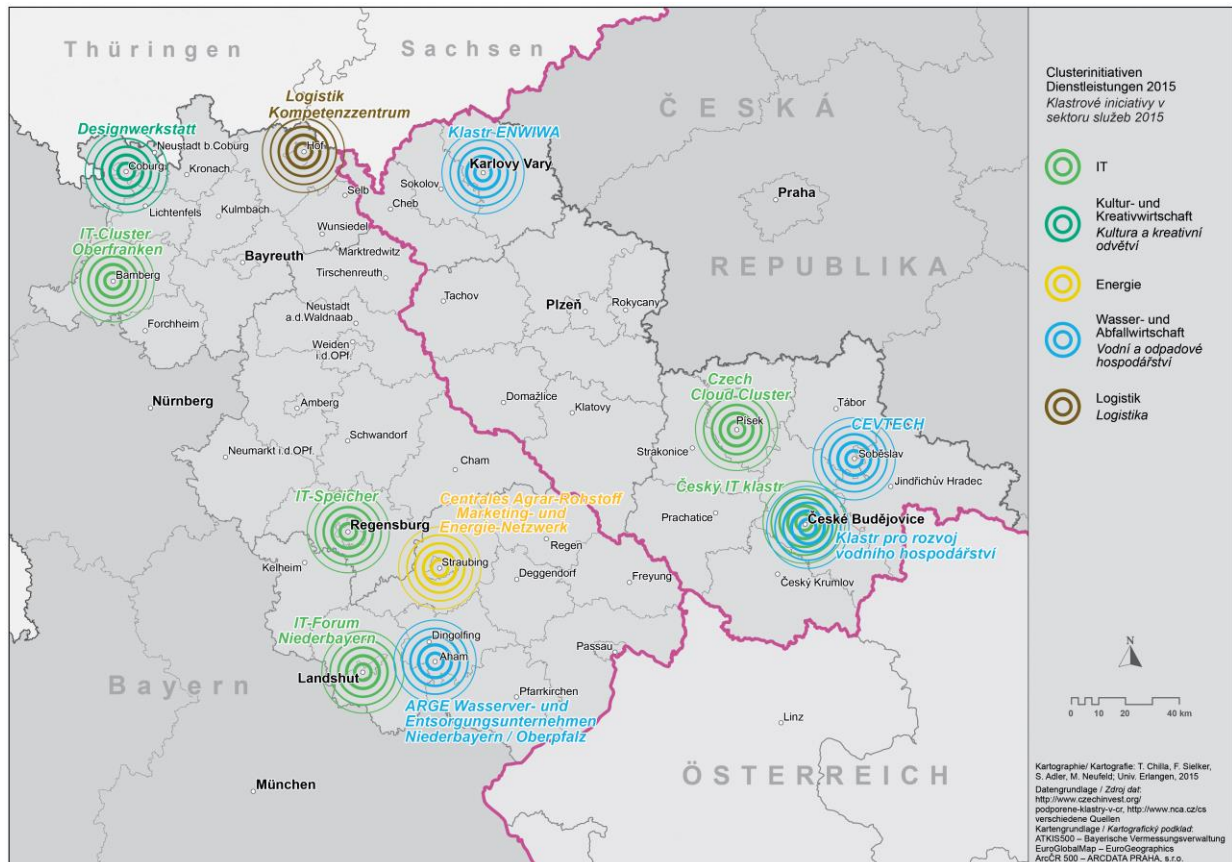 Thüringen
Sachsen
ČESKÁ
REPUBLIKA
Bayern
ÖSTERREICH
Logistik
Kompetenzzentrum
Hof
Designwerkstatt
Neustadt b.Coburg
Coburg
Kronach
Lichtenfels
Kulmbach
Selb
Wunsiedel
Marktredwitz
Tirschenreuth
Klastr-ENWIWA
Karlovy Vary
Sokolov
Cheb
Praha
IT-Cluster
Oberfranken
Bamberg
Bayreuth
Forchheim
Neustadt
a.d.Waldnaab
Weiden
i.d.OPf.
Tachov
Plzeň
Rokycany
Nürnberg
Amberg
Schwandorf
Neumarkt i.d.OPf.
Cham
Domažlice
Klatovy
Czech
Cloud-Cluster
Písek
Tábor
Strakonice
CEVTECH
Soběslav
Jindřichův Hradec
Český IT klastr
Prachatice
České Budějovice
Klastr pro rozvoj
Vodního hospodářství
Český Krumlov
IT-Speicher
Regensburg
Kelheim
Centrales Agrar-Rohstoff
Marketing- und
Energie-Netzwerk
Straubing
Regen
Deggendorf
Freyung
IT-Forum
Niederbayern
Landshut
Dingolfing
Aham
ARGE Wasserver- und
Entsorgungsunternehmen
Niederbayern / Oberpfalz
Passau
Pfarrkirchen
Linz
München
Clusterinitiativen
Dienstleistungen 2015
Klastrové iniciativy v
sektoru služeb 2015
IT
Kultur- und
Kreativwirtschaft
Kultura a kreativní
odvětví
Energie
Wasser- und
Abfallwirtschaft
Vodní a odpadové
hospodářství
Logistik
Logistika
N
0 10 20 40 km
Kartographie/ Kartografie: T. Chilla, F. Sielker,
S. Adler, M. Neufeld; Univ. Erlangen, 2015
Datengrundlage / Zdroj dat:
http://www.czechinvest.org/
podporene-klastry-v-cr, http://www.nca.cz/cs
verschiedene Quellen
Kartengrundlage / Kartografický podklad:
ATKIS500 – Bayerische Vermessungsverwaltung
EuroGlobalMap – EuroGeographics
ArcČR 500 – ARCDATA PRAHA, s.r.o.